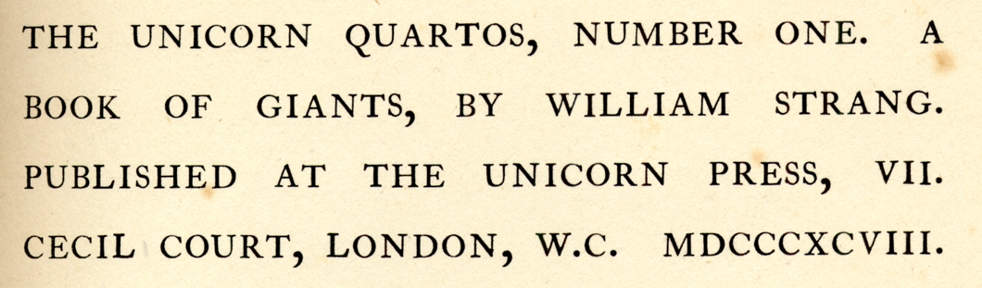 THE UNICORN QUARTOS, NUMBER ONE. A
BOOK OF GIANTS, BY WILLIAM STRANG.
PUBLISHED AT THE UNICORN PRESS, VII.
CECIL COURT, LONDON, W.C. MDCCCXCVIII.